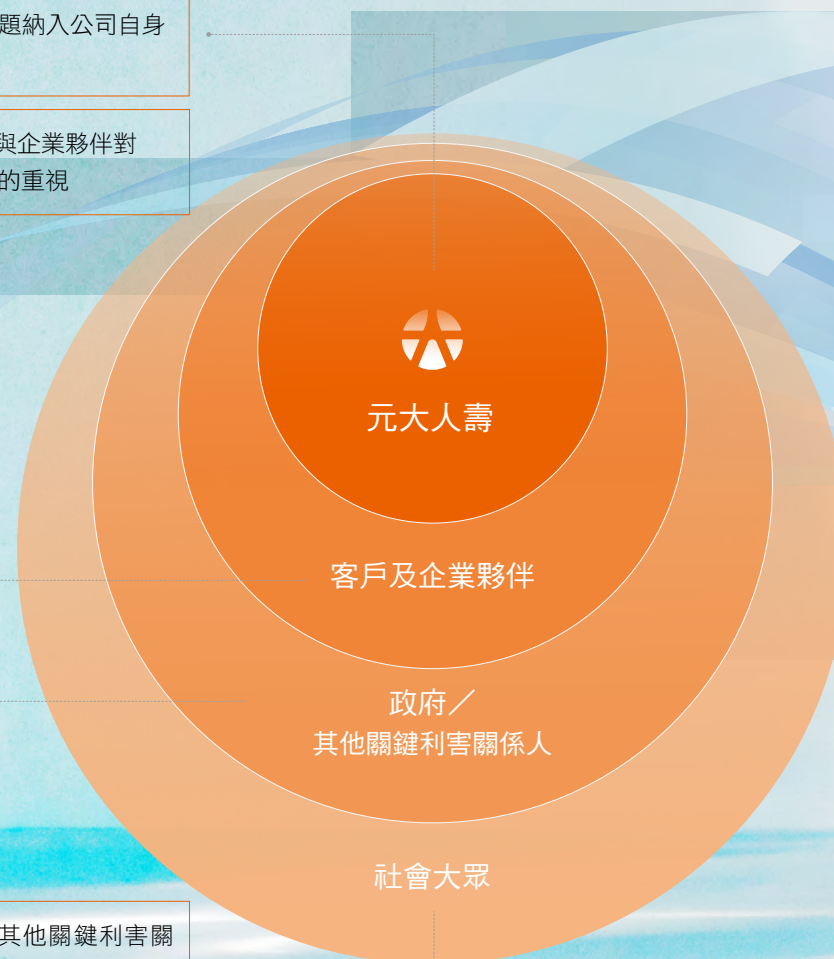 題納入公司自身
與企業夥伴對
的重視
元大人壽
客戶及企業夥伴
政府／
其他關鍵利害關係人
社會大眾
其他關鍵利害關